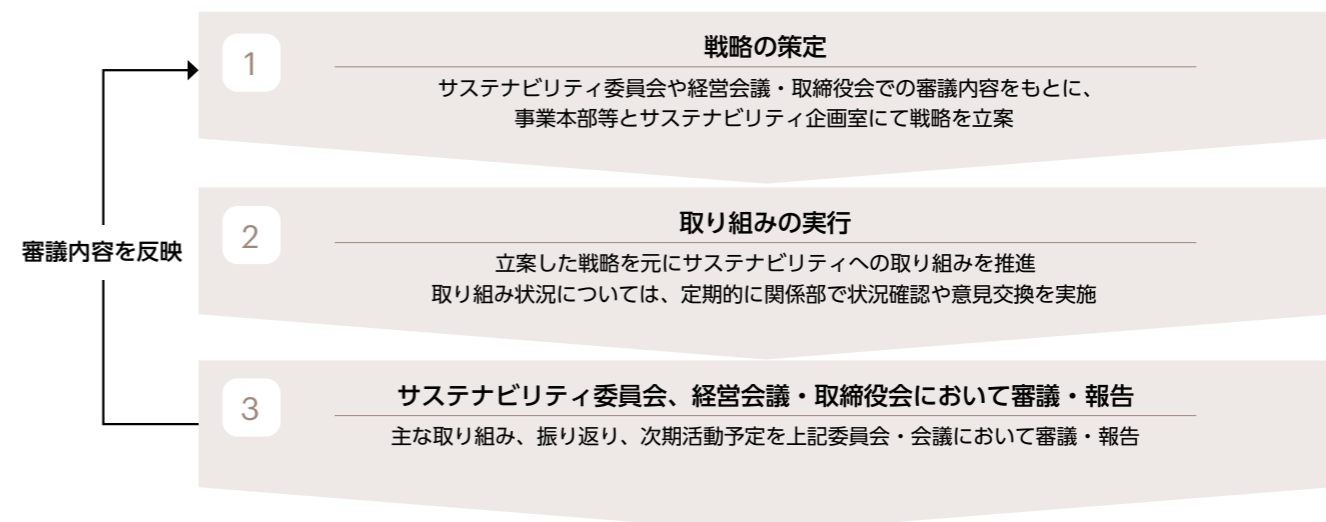 1
戦略の策定
サステナビリティ委員会や経営会議・取締役会での審議内容をもとに、
事業本部等とサステナビリティ企画室にて戦略を立案
審議内容を反映
2
取り組みの実行
立案した戦略を元にサステナビリティへの取り組みを推進
取り組み状況については、定期的に関係部で状況確認や意見交換を実施
3
サステナビリティ委員会、経営会議・取締役会において審議・報告
主な取り組み、振り返り、次期活動予定を上記委員会・会議において審議・報告